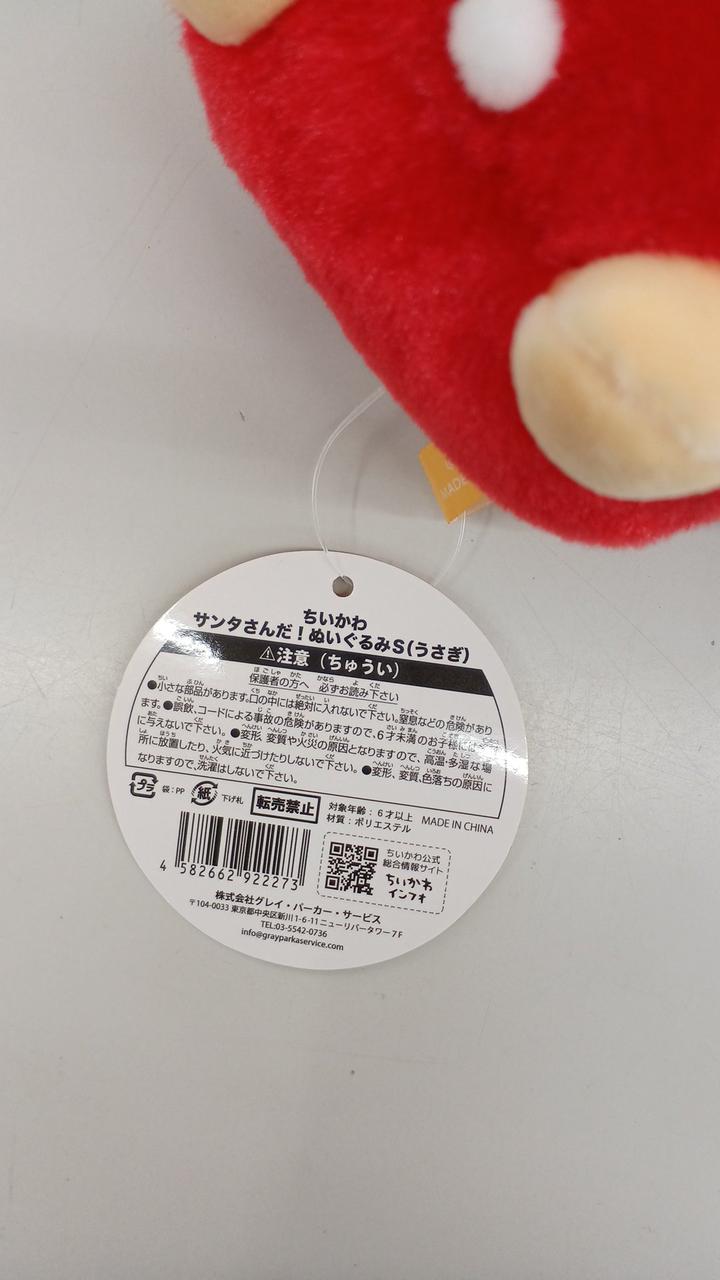 MADE
ちいかわ
サンタさんだ！ぬいぐるみS(うさぎ)
⚠注意（ちゅうい）
保護者の方へ 必ずお読み下さい
●小さな部品があります。口の中には絶対に入れないで下さい。窒息などの危険があり
ます。●誤飲、コードによる事故の危険がありますので、6才未満のお子様には絶対
に与えないで下さい。●変形、変質や火災の原因となりますので、高温・多湿な場
所に放置したり、火気に近づけたりしないで下さい。●変形、変質、色落ちの原因に
なりますので、洗濯はしないで下さい。
プラ 袋：PP 紙 下げ札 転売禁止 対象年齢：6才以上
材質：ポリエステル MADE IN CHINA
4 582662 922273
ちいかわ公式
総合情報サイト
ちいかわ
インフォ
株式会社グレイ・パーカー・サービス
〒104-0033 東京都中央区新川1-6-11ニューリバータワー7F
TEL:03-5542-0736
info@grayparkaservice.com